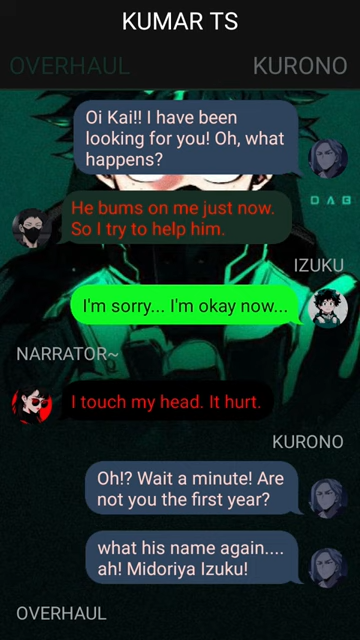 KUMAR TS
OVERHAUL
KURONO
Oi Kai!! I have been
looking for you! Oh, what
happens?
He bums on me just now.
So I try to help him.
DAB
IZUKU
I'm sorry... I'm okay now...
NARRATOR~
I touch my head. It hurt.
KURONO
Oh!? Wait a minute! Are
not you the first year?
what his name again....
ah! Midoriya Izuku!
OVERHAUL